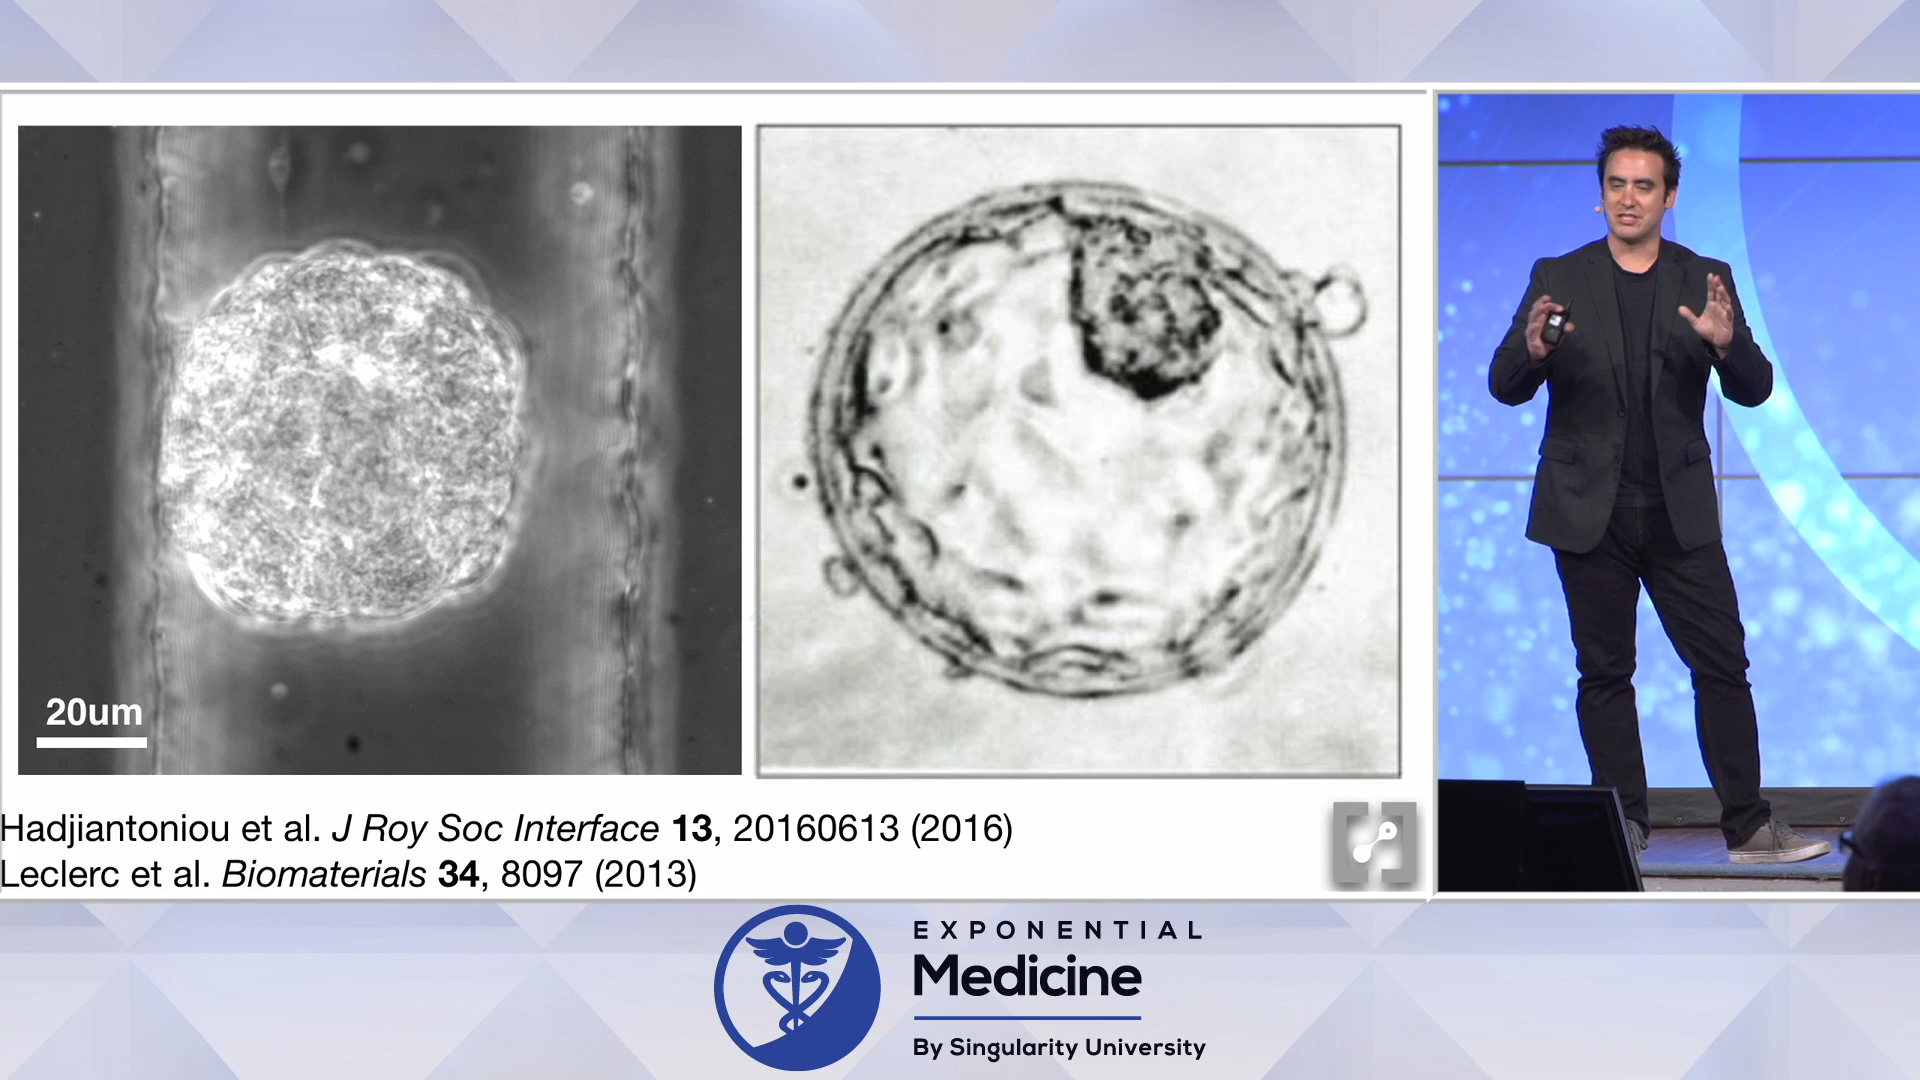 20um
Hadjiantoniou et al. J Roy Soc Interface 13, 20160613 (2016)
Leclerc et al. Biomaterials 34, 8097 (2013)
EXPONENTIAL
Medicine
By Singularity University